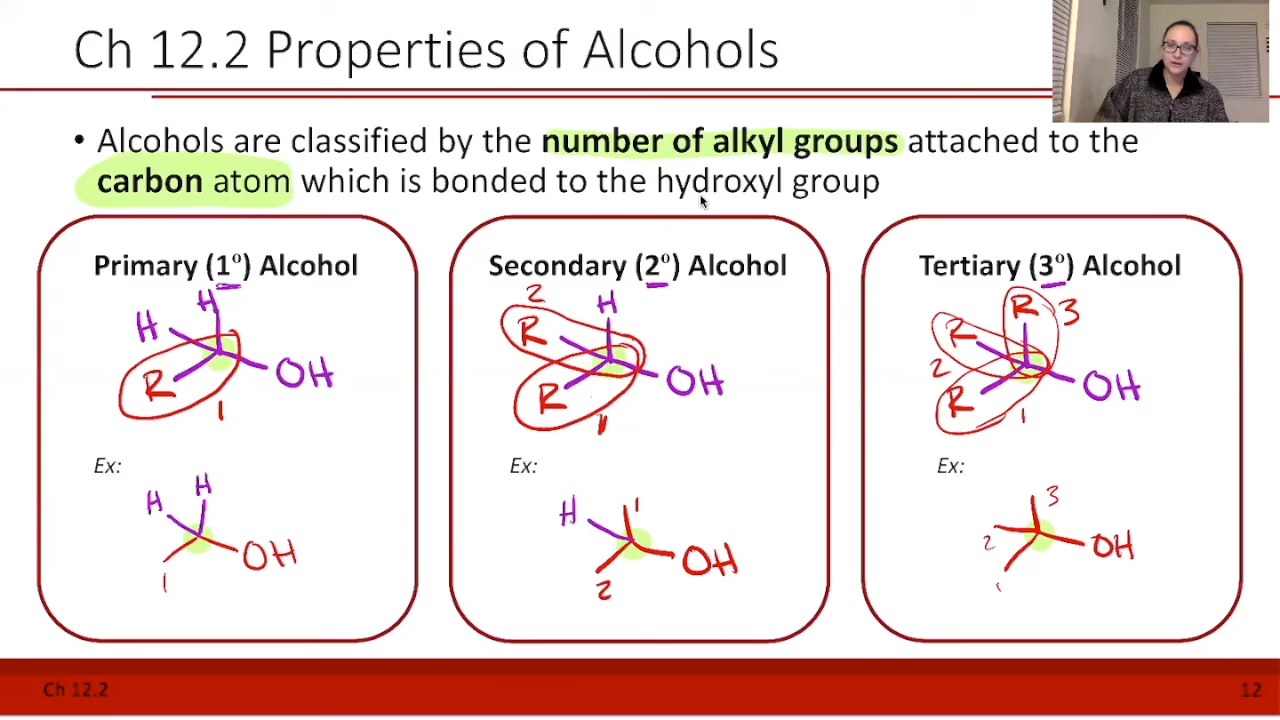 Ch 12.2 Properties of Alcohols
• Alcohols are classified by the number of alkyl groups attached to the
carbon atom which is bonded to the hydroxyl group
Primary (1º) Alcohol
H
H
R
OH
1
Ex:
H
H
OH
1
Secondary (2º) Alcohol
2
H
R
R
OH
1
Ex:
H
1
OH
2
Tertiary (3º) Alcohol
R
3
R
2
R
OH
1
Ex:
3
2
OH
1
Ch 12.2
12